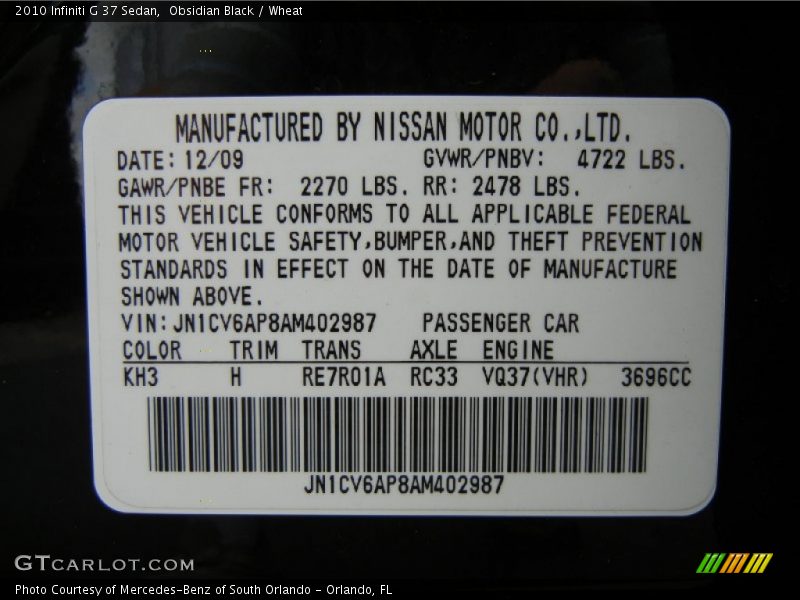 2010 Infiniti G 37 Sedan,  Obsidian Black / Wheat
MANUFACTURED BY NISSAN MOTOR CO.,LTD.
DATE: 12/09 GVWR/PNBV: 4722 LBS.
GAWR/PNBE FR: 2270 LBS. RR: 2478 LBS.
THIS VEHICLE CONFORMS TO ALL APPLICABLE FEDERAL
MOTOR VEHICLE SAFETY,BUMPER,AND THEFT PREVENTION
STANDARDS IN EFFECT ON THE DATE OF MANUFACTURE
SHOWN ABOVE.
VIN: JN1CV6AP8AM402987 PASSENGER CAR
COLOR TRIM TRANS AXLE ENGINE
KH3 H RE7R01A RC33 VQ37(VHR) 3696CC
JN1CV6AP8AM402987
GTCARLOT.COM
Photo Courtesy of Mercedes-Benz of South Orlando - Orlando, FL